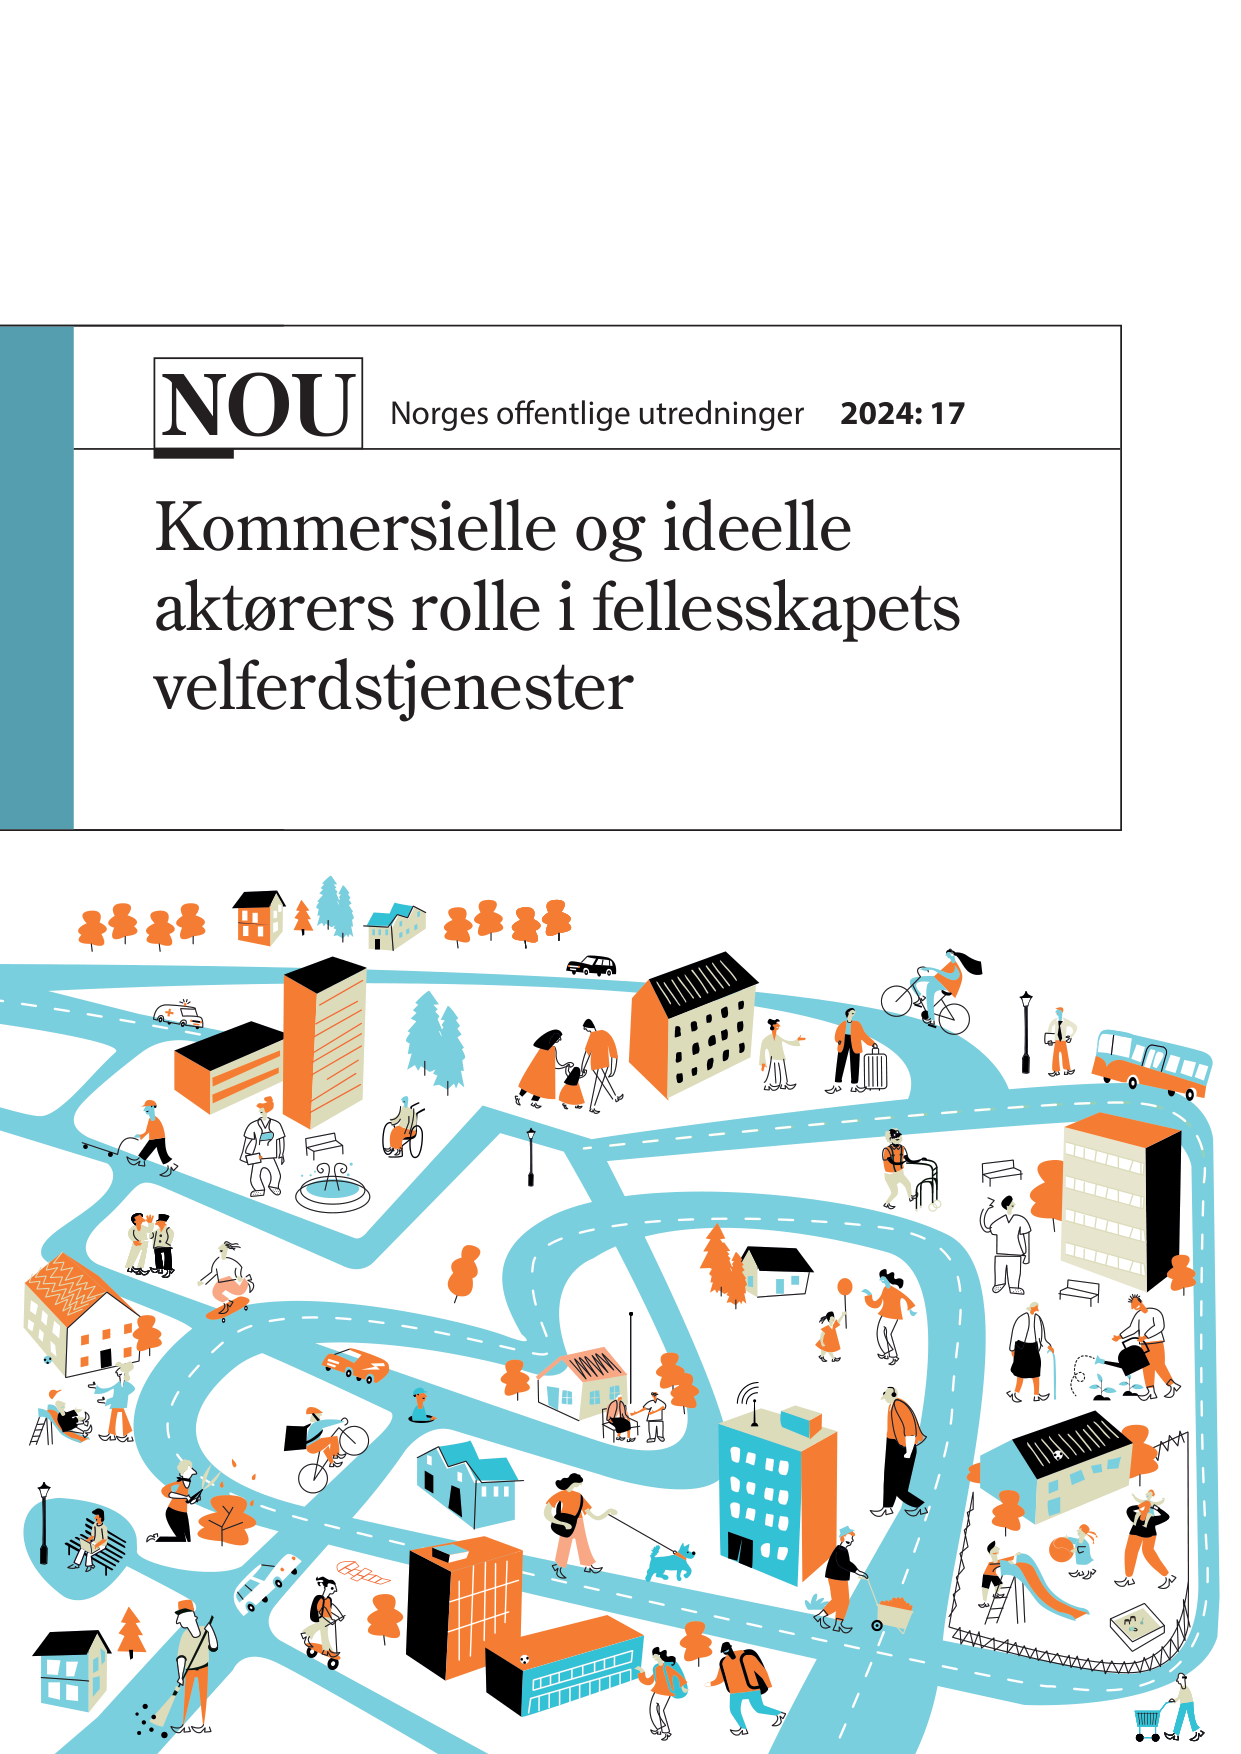 NOU Norges offentlige utredninger 2024: 17
Kommersielle og ideelle
aktørers rolle i fellesskapets
velferdstjenester